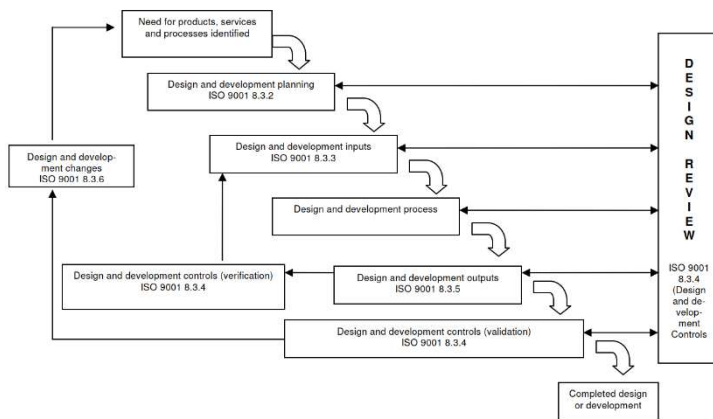 Need for products, services
and processes identified
Design and development planning
ISO 9001 8.3.2
Design and development inputs
ISO 9001 8.3.3
Design and develop-
ment changes
ISO 9001 8.3.6
Design and development process
Design and development controls (verification)
ISO 9001 8.3.4
Design and development outputs
ISO 9001 8.3.5
Design and development controls (validation)
ISO 9001 8.3.4
Completed design
or development
D
E
S
I
G
N
R
E
V
I
E
W
ISO 9001
8.3.4
(Design
and de-
velop-
ment
Controls